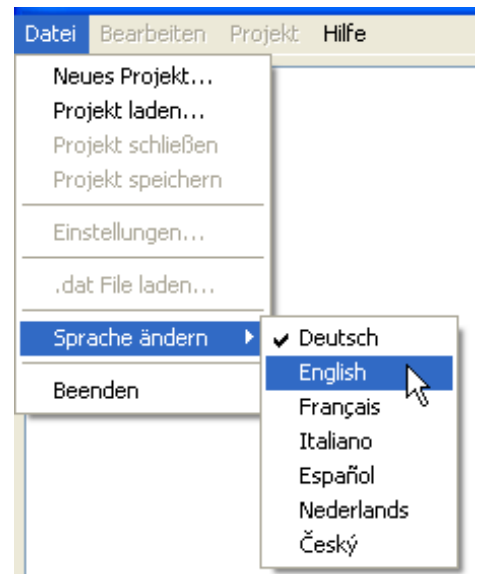 Datei Bearbeiten Projekt Hilfe
Neues Projekt...
Projekt laden...
Projekt schließen
Projekt speichern
Einstellungen...
.dat File laden...
Sprache ändern
Beenden
Deutsch
English
Français
Italiano
Español
Nederlands
Český